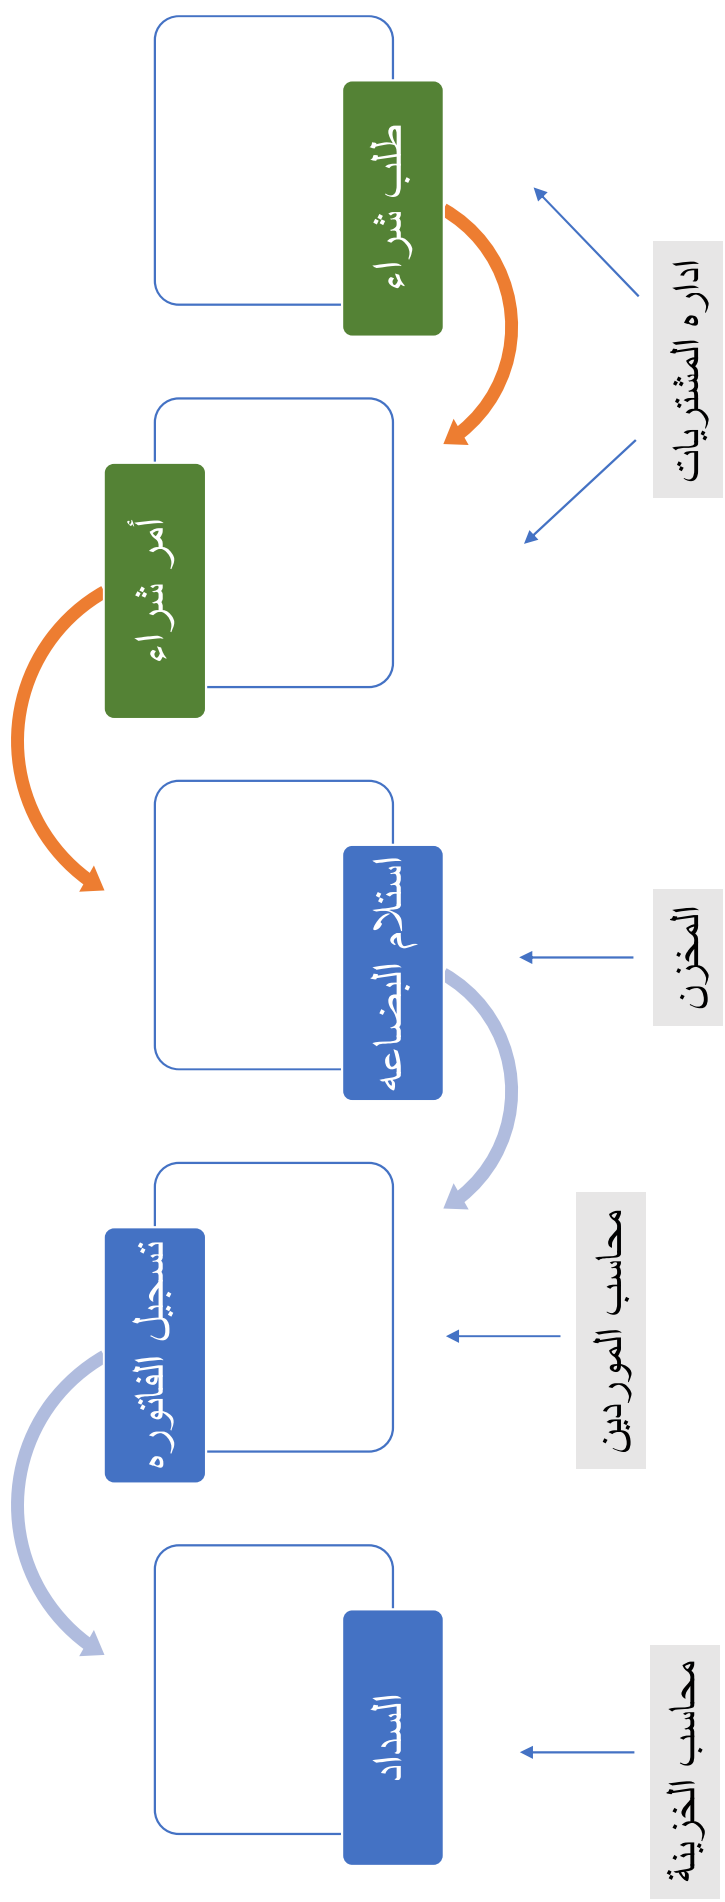 طلب شراء
أمر شراء
استلام البضاعه
تسجيل الفاتوره
السداد
اداره المشتريات
المخزن
محاسب الموردين
محاسب الخزينة